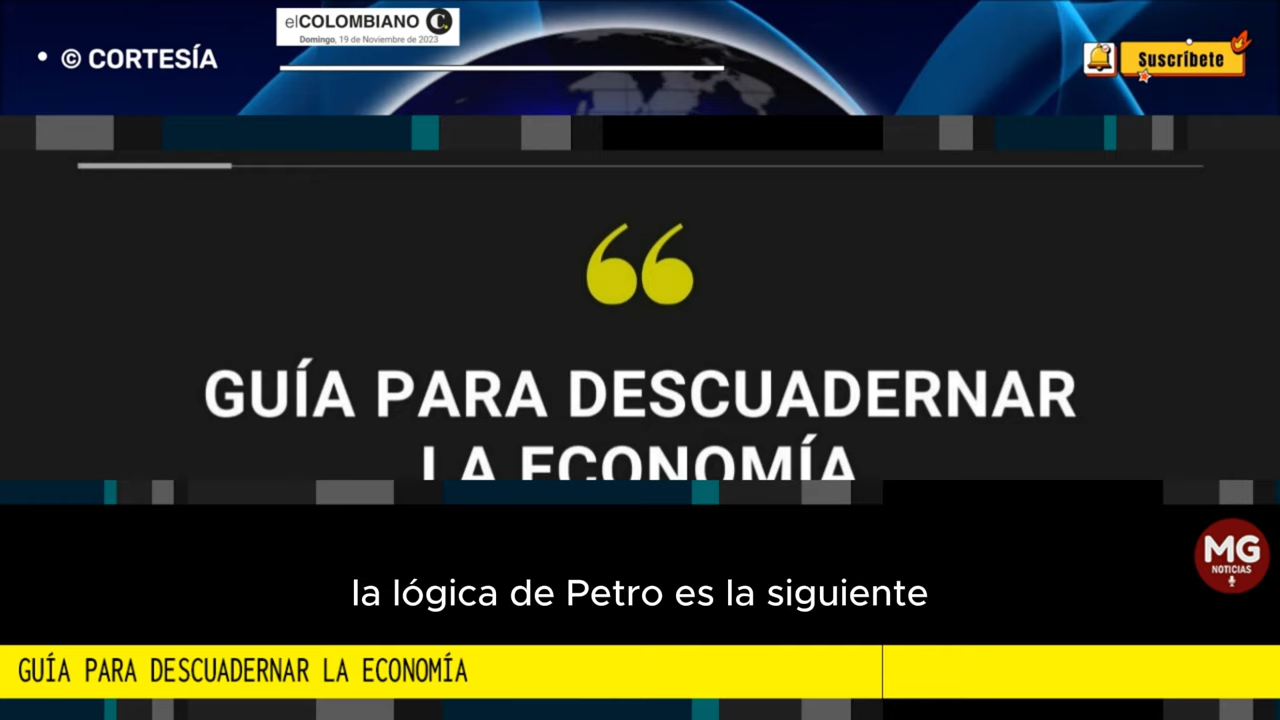 elCOLOMBIANO
Domingo, 19 de Noviembre de 2023
• © CORTESÍA
Suscríbete
“
GUÍA PARA DESCUADERNAR
LA ECONOMÍA
MG
NOTICIAS
la lógica de Petro es la siguiente
GUÍA PARA DESCUADERNAR LA ECONOMÍA